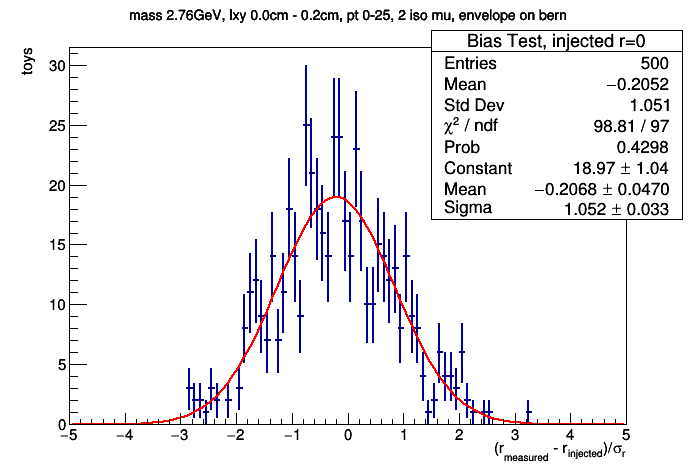 mass 2.76GeV, lxy 0.0cm - 0.2cm, pt 0-25, 2 iso mu, envelope on bern
Bias Test, injected r=0
Entries 500
Mean −0.2052
Std Dev 1.051
χ² / ndf 98.81 / 97
Prob 0.4298
Constant 18.97 ± 1.04
Mean −0.2068 ± 0.0470
Sigma 1.052 ± 0.033
toys
30
25
20
15
10
5
0
−5 −4 −3 −2 −1 0 1 2 3 4 5
(r_measured - r_injected)/σ_r